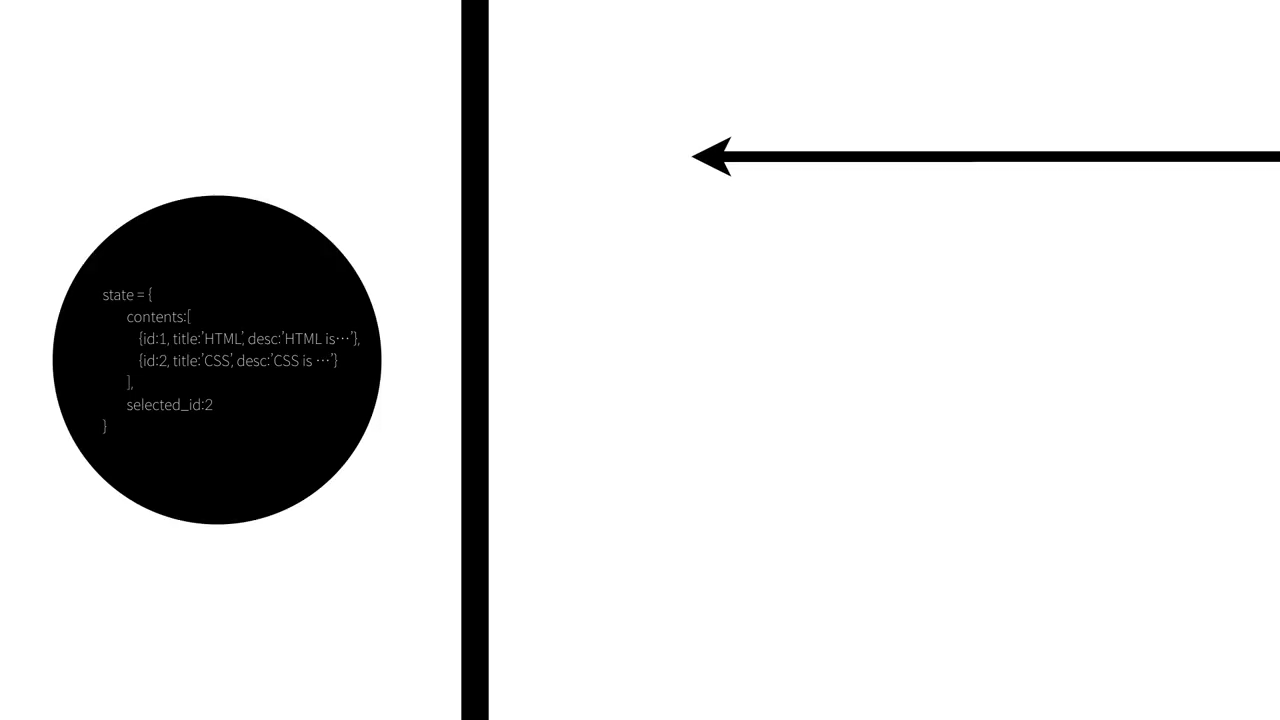 state = {
contents:[
{id:1, title:'HTML', desc:'HTML is⋯'},
{id:2, title:'CSS', desc:'CSS is ⋯'}
],
selected_id:2
}